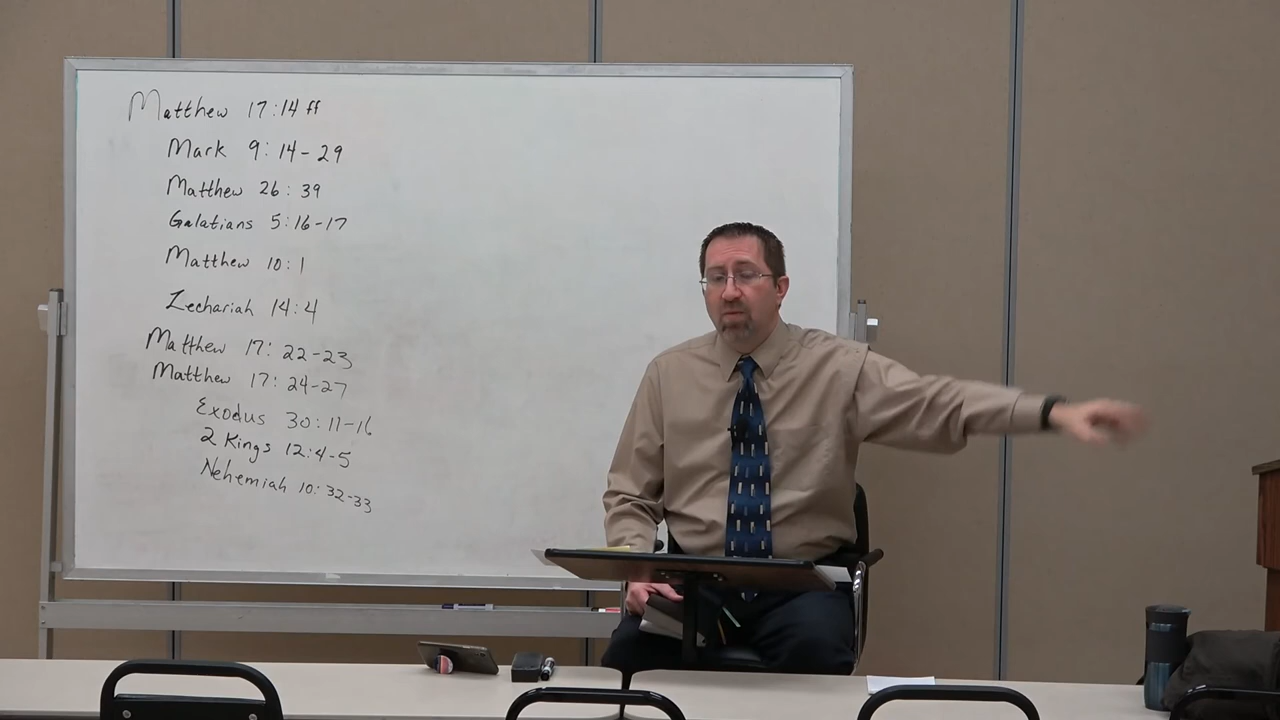 Matthew 17:14 ff
Mark 9:14-29
Matthew 26:39
Galatians 5:16-17
Matthew 10:1
Zechariah 14:4
Matthew 17:22-23
Matthew 17:24-27
Exodus 30:11-16
2 Kings 12:4-5
Nehemiah 10:32-33